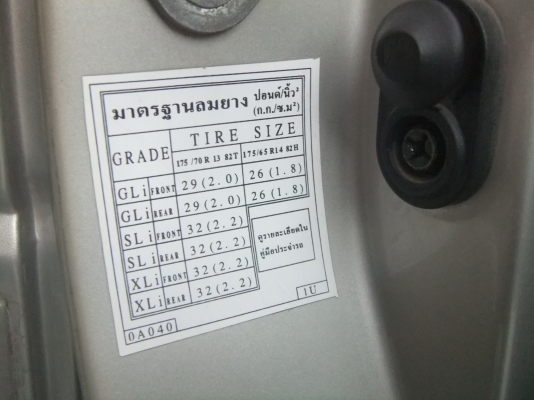 มาตรฐานลมยาง ปอนด์/นิ้ว²
(ก.ก./ซ.ม²)
GRADE TIRE SIZE
175/70 R 13 82T 175/65 R14 82H
GLi FRONT 29(2.0) 26(1.8)
GLi REAR 29(2.0) 26(1.8)
SLi FRONT 32(2.2)
SLi REAR 32(2.2)
XLi FRONT 32(2.2)
XLi REAR 32(2.2)
ดูรายละเอียดใน
คู่มือประจำรถ
0A040 1U